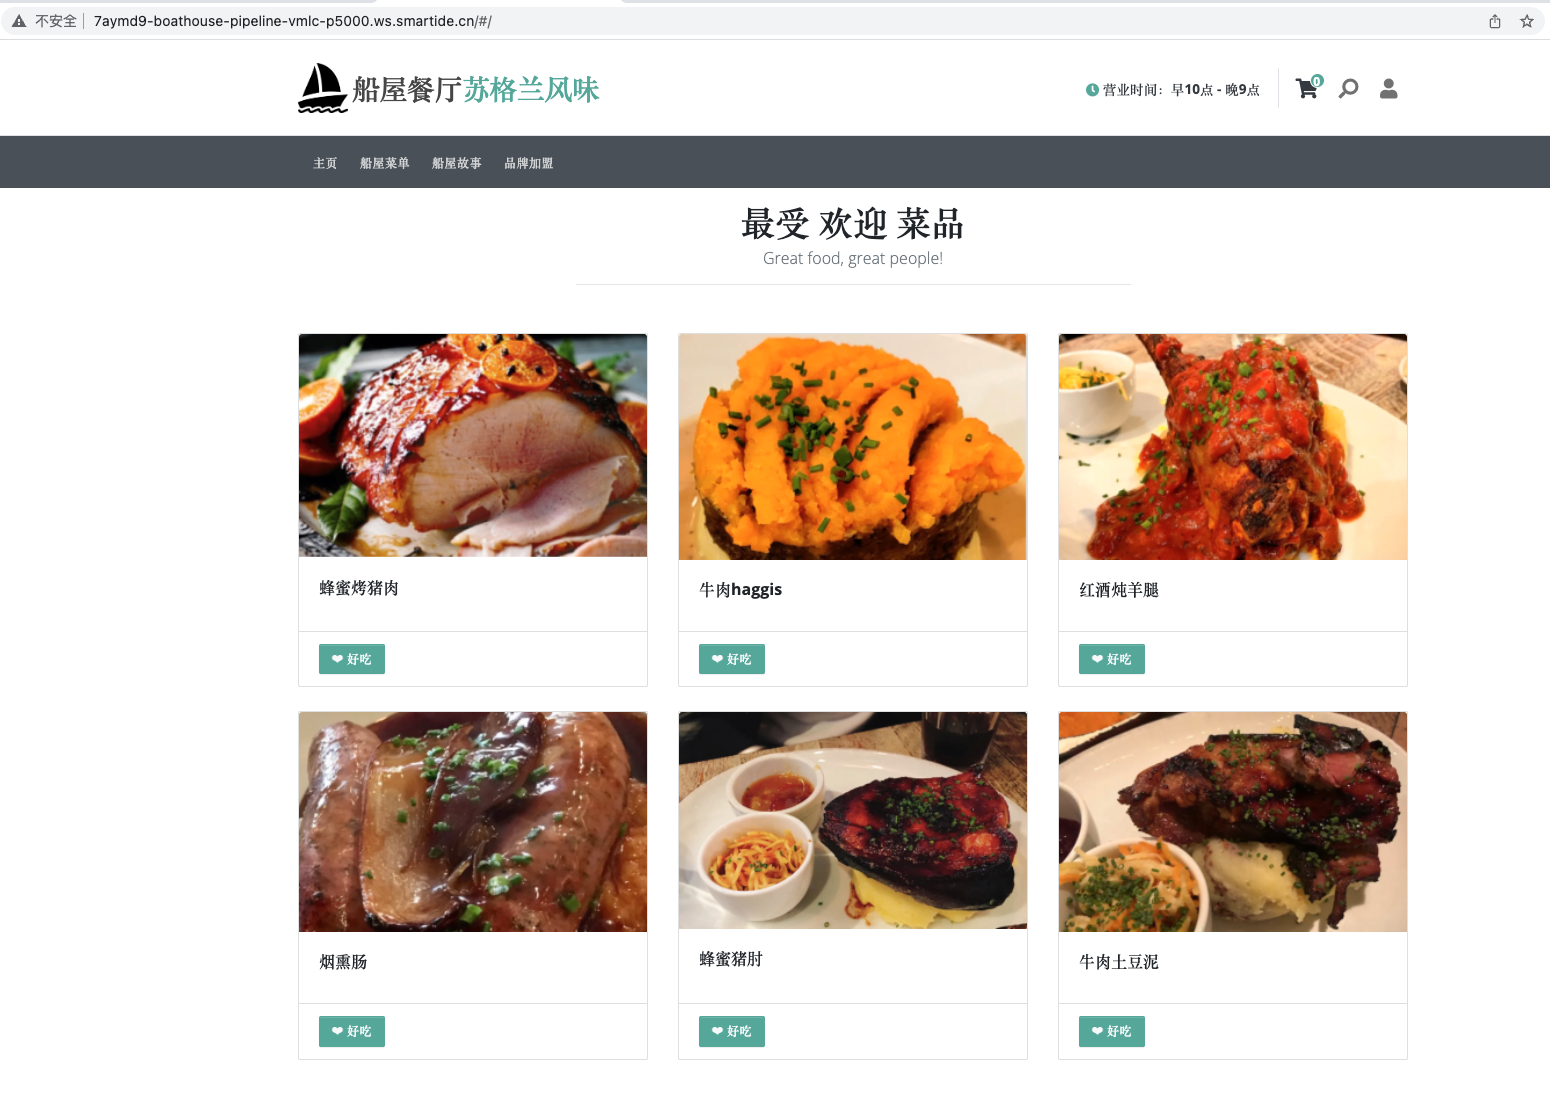 不安全 7aymd9-boathouse-pipeline-vmlc-p5000.ws.smartide.cn/#/
船屋餐厅苏格兰风味
营业时间：早10点 - 晚9点
0
主页 船屋菜单 船屋故事 品牌加盟
最受 欢迎 菜品
Great food, great people!
蜂蜜烤猪肉
牛肉haggis
红酒炖羊腿
好吃
好吃
好吃
烟熏肠
蜂蜜猪肘
牛肉土豆泥
好吃
好吃
好吃